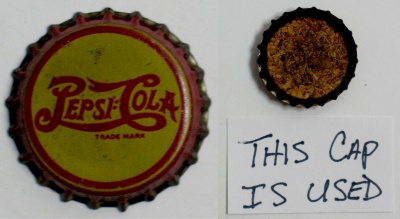 PEPSI:COLA
TRADE MARK
THIS CAP
IS USED